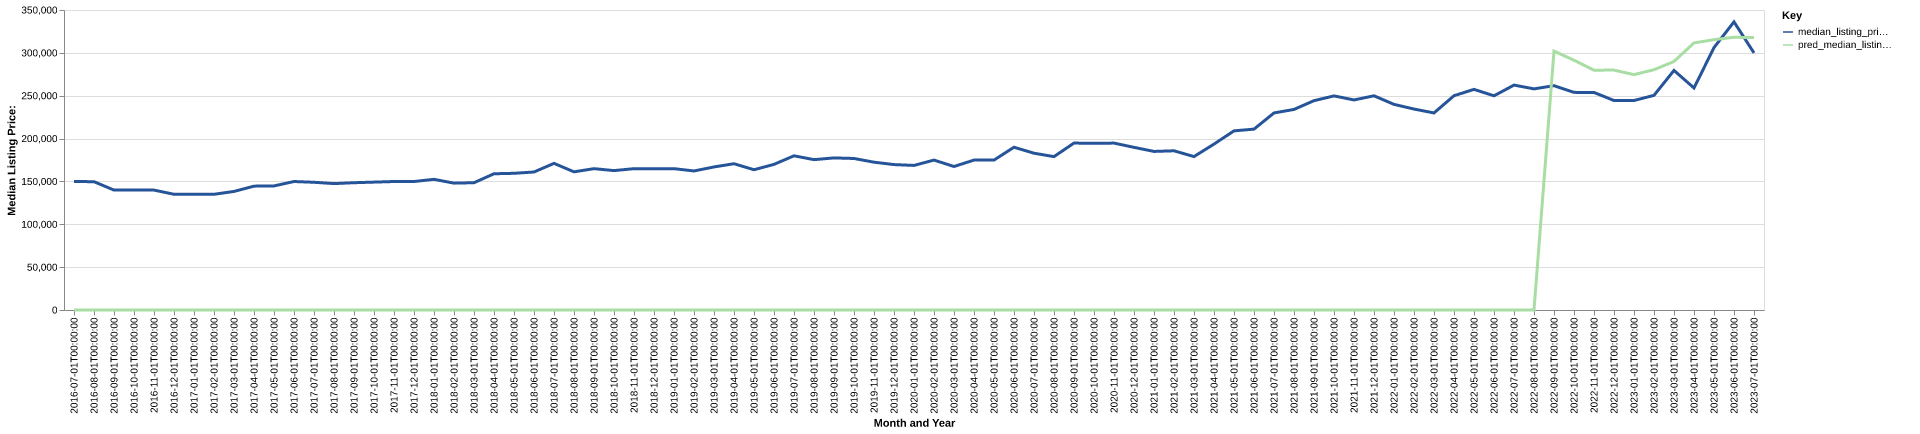 350,000
300,000
250,000
200,000
150,000
100,000
50,000
0
Median Listing Price:
2016-07-01T00:00:00
2016-08-01T00:00:00
2016-09-01T00:00:00
2016-10-01T00:00:00
2016-11-01T00:00:00
2016-12-01T00:00:00
2017-01-01T00:00:00
2017-02-01T00:00:00
2017-03-01T00:00:00
2017-04-01T00:00:00
2017-05-01T00:00:00
2017-06-01T00:00:00
2017-07-01T00:00:00
2017-08-01T00:00:00
2017-09-01T00:00:00
2017-10-01T00:00:00
2017-11-01T00:00:00
2017-12-01T00:00:00
2018-01-01T00:00:00
2018-02-01T00:00:00
2018-03-01T00:00:00
2018-04-01T00:00:00
2018-05-01T00:00:00
2018-06-01T00:00:00
2018-07-01T00:00:00
2018-08-01T00:00:00
2018-09-01T00:00:00
2018-10-01T00:00:00
2018-11-01T00:00:00
2018-12-01T00:00:00
2019-01-01T00:00:00
2019-02-01T00:00:00
2019-03-01T00:00:00
2019-04-01T00:00:00
2019-05-01T00:00:00
2019-06-01T00:00:00
2019-07-01T00:00:00
2019-08-01T00:00:00
2019-09-01T00:00:00
2019-10-01T00:00:00
2019-11-01T00:00:00
2019-12-01T00:00:00
2020-01-01T00:00:00
2020-02-01T00:00:00
2020-03-01T00:00:00
2020-04-01T00:00:00
2020-05-01T00:00:00
2020-06-01T00:00:00
2020-07-01T00:00:00
2020-08-01T00:00:00
2020-09-01T00:00:00
2020-10-01T00:00:00
2020-11-01T00:00:00
2020-12-01T00:00:00
2021-01-01T00:00:00
2021-02-01T00:00:00
2021-03-01T00:00:00
2021-04-01T00:00:00
2021-05-01T00:00:00
2021-06-01T00:00:00
2021-07-01T00:00:00
2021-08-01T00:00:00
2021-09-01T00:00:00
2021-10-01T00:00:00
2021-11-01T00:00:00
2021-12-01T00:00:00
2022-01-01T00:00:00
2022-02-01T00:00:00
2022-03-01T00:00:00
2022-04-01T00:00:00
2022-05-01T00:00:00
2022-06-01T00:00:00
2022-07-01T00:00:00
2022-08-01T00:00:00
2022-09-01T00:00:00
2022-10-01T00:00:00
2022-11-01T00:00:00
2022-12-01T00:00:00
2023-01-01T00:00:00
2023-02-01T00:00:00
2023-03-01T00:00:00
2023-04-01T00:00:00
2023-05-01T00:00:00
2023-06-01T00:00:00
2023-07-01T00:00:00
Month and Year
Key
median_listing_pri…
pred_median_listin…